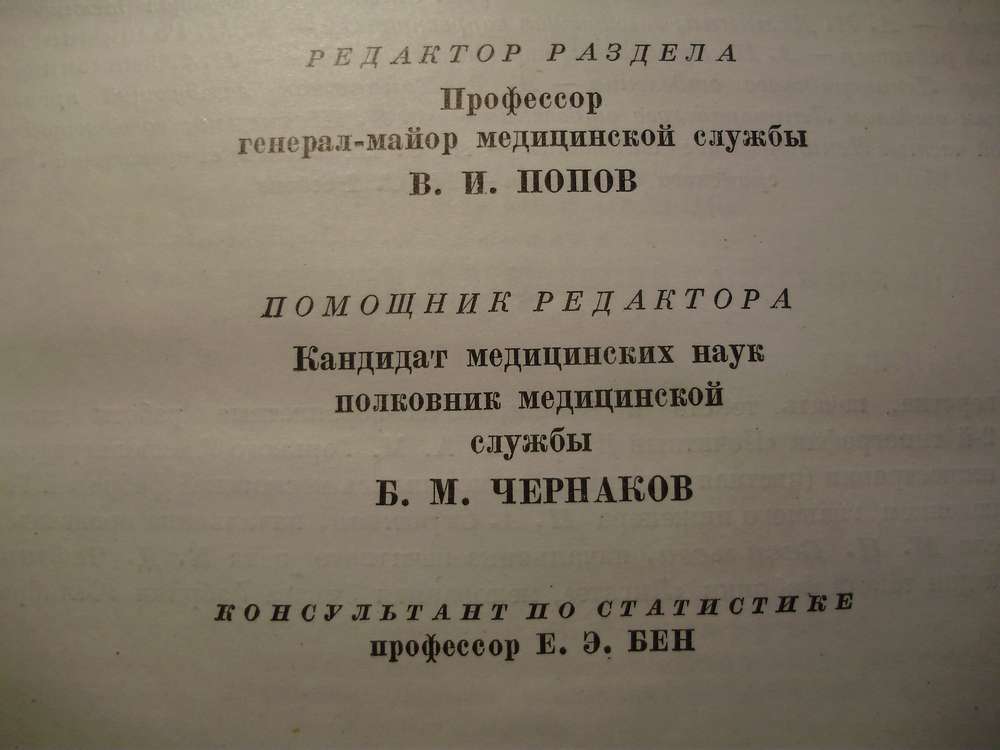 РЕДАКТОР РАЗДЕЛА
Профессор
генерал-майор медицинской службы
В. И. ПОПОВ
ПОМОЩНИК РЕДАКТОРА
Кандидат медицинских наук
полковник медицинской
службы
Б. М. ЧЕРНАКОВ
КОНСУЛЬТАНТ ПО СТАТИСТИКЕ
профессор Е. Э. БЕН